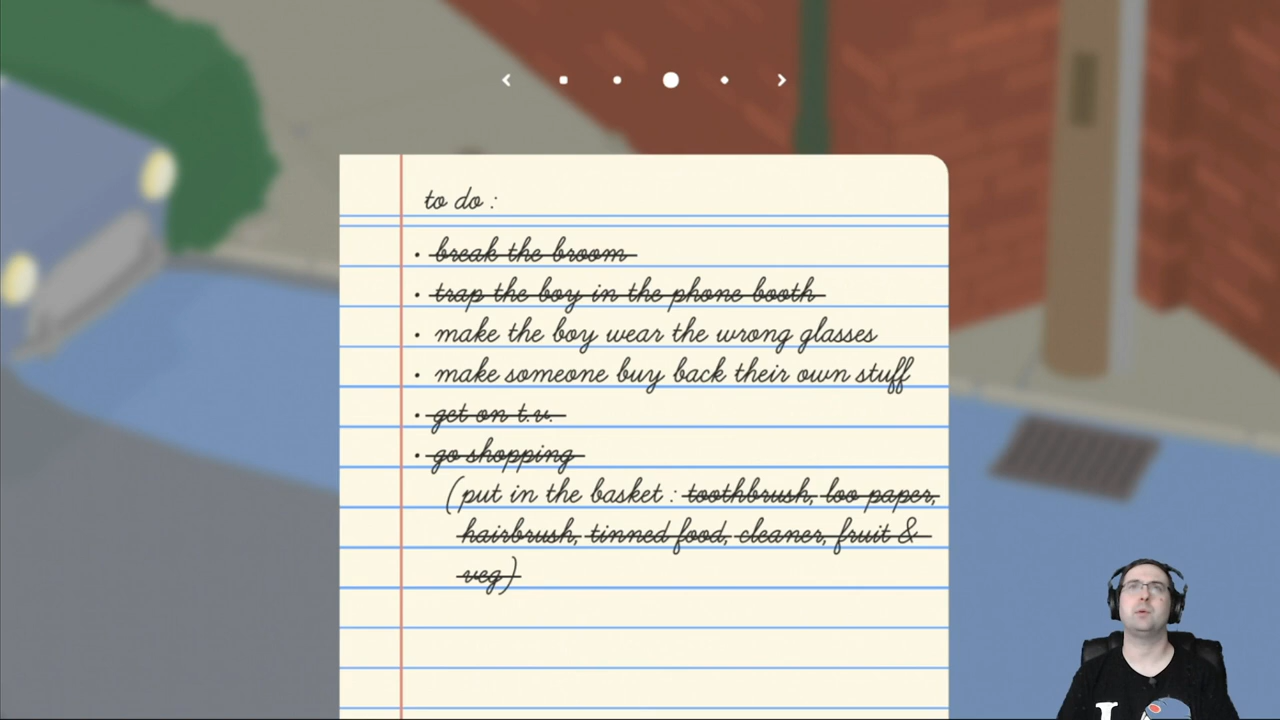 to do :
• break the broom
• trap the boy in the phone booth
• make the boy wear the wrong glasses
• make someone buy back their own stuff
• get on t.v.
• go shopping
(put in the basket : toothbrush, loo paper,
hairbrush, tinned food, cleaner, fruit &
veg)
I